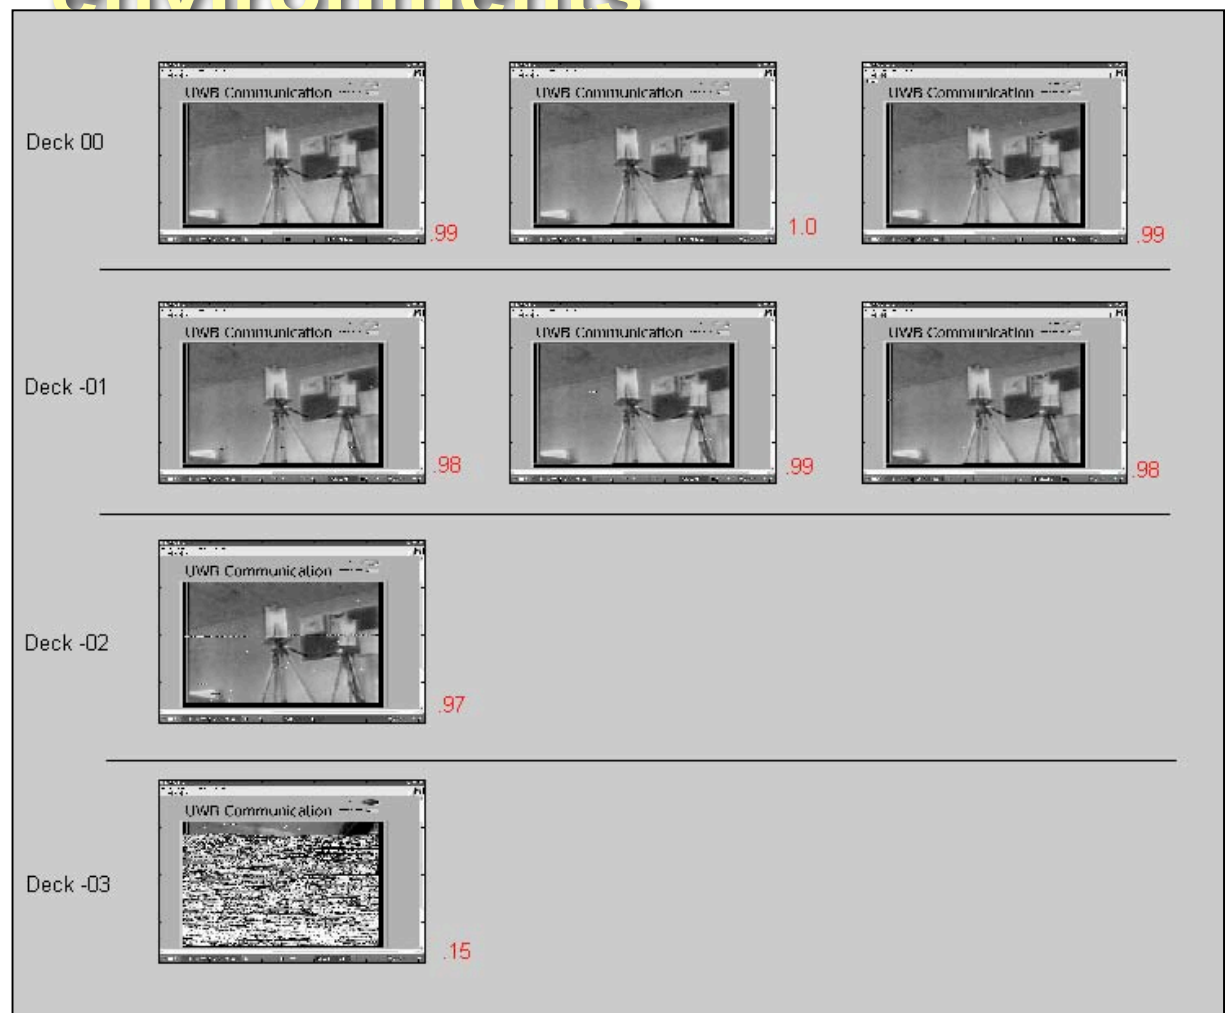 environments
UWB Communication
UWB Communication
UWB Communication
Deck 00
.99
1.0
.99
UWB Communication
UWB Communication
UWB Communication
Deck -01
.98
.99
.98
UWB Communication
Deck -02
.97
UWB Communication
Deck -03
.15